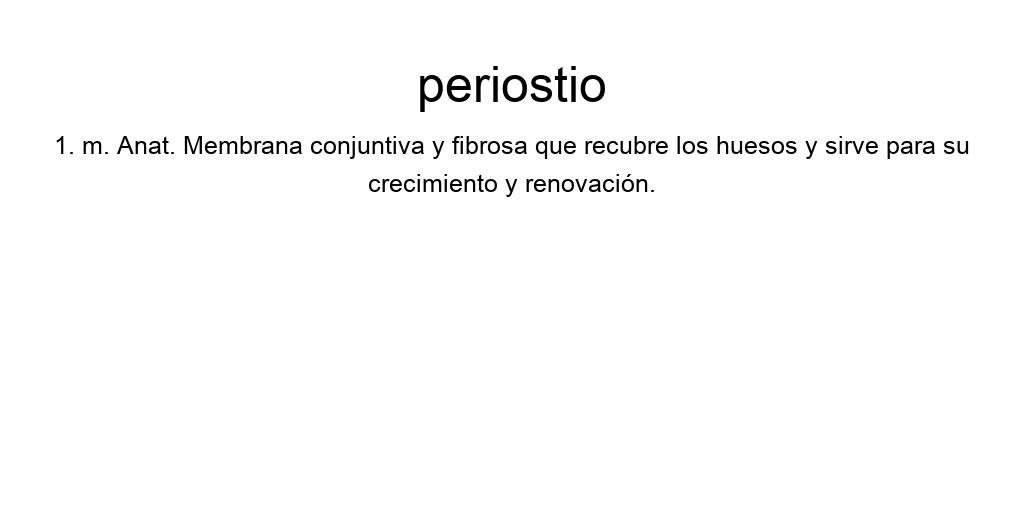 periostio
1. m. Anat. Membrana conjuntiva y fibrosa que recubre los huesos y sirve para su
crecimiento y renovación.